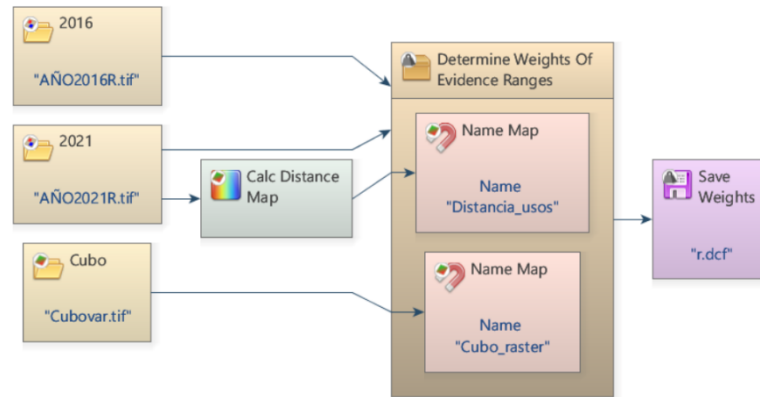 2016
"AÑO2016R.tif"
2021
"AÑO2021R.tif"
Cubo
"Cubovar.tif"
Calc Distance
Map
Determine Weights Of
Evidence Ranges
Name Map
Name
"Distancia_usos"
Name Map
Name
"Cubo_raster"
Save
Weights
"r.dcf"